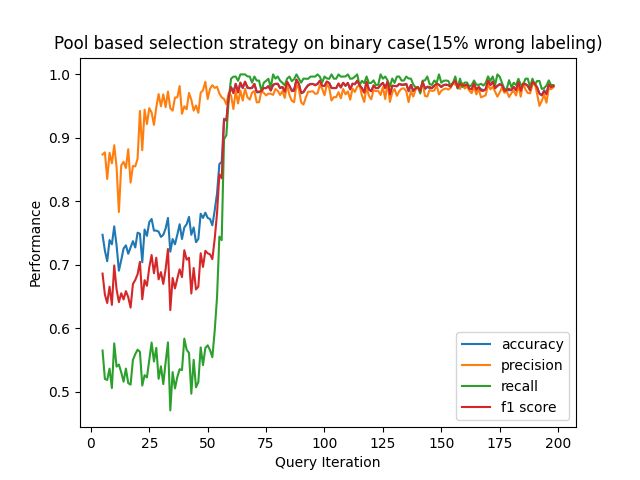 Pool based selection strategy on binary case(15% wrong labeling)
1.0
0.9
0.8
0.7
0.6
0.5
Performance
accuracy
precision
recall
f1 score
0 25 50 75 100 125 150 175 200
Query Iteration